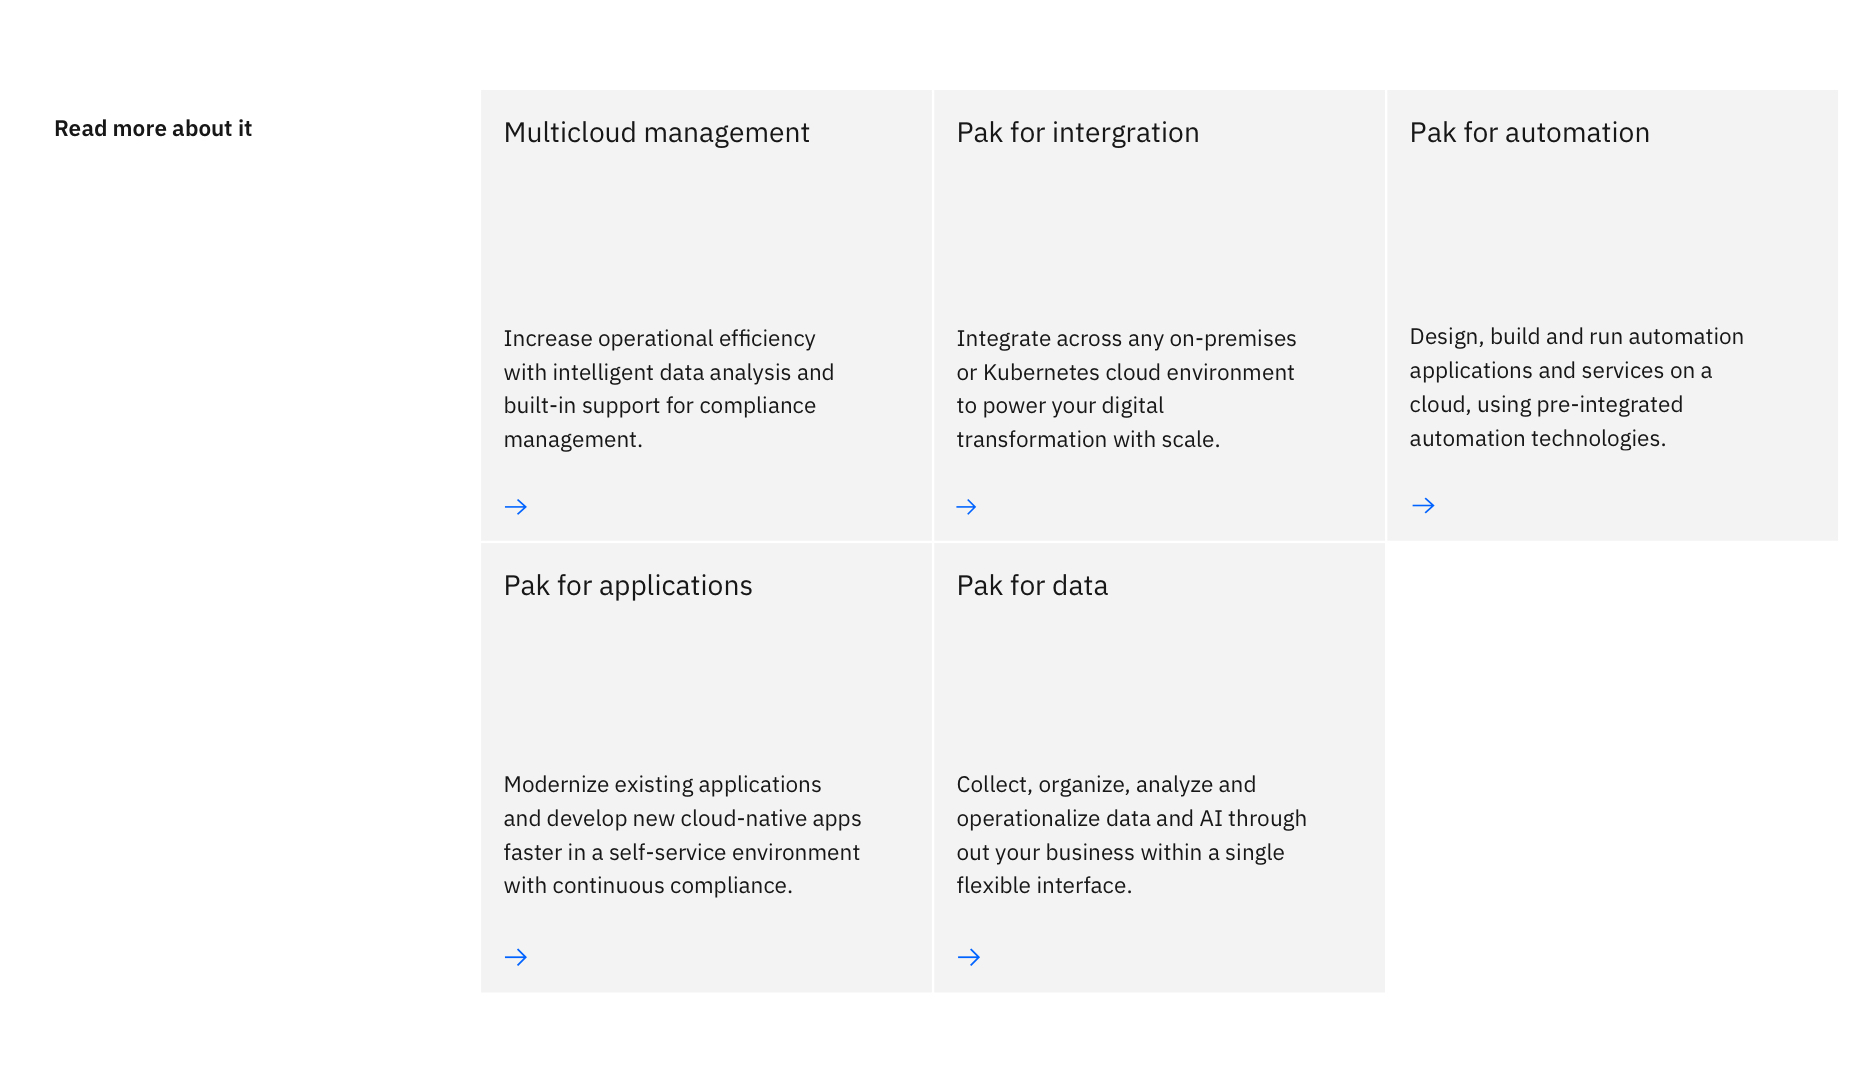 Read more about it
Multicloud management
Increase operational efficiency
with intelligent data analysis and
built-in support for compliance
management.
Pak for intergration
Integrate across any on-premises
or Kubernetes cloud environment
to power your digital
transformation with scale.
Pak for automation
Design, build and run automation
applications and services on a
cloud, using pre-integrated
automation technologies.
Pak for applications
Modernize existing applications
and develop new cloud-native apps
faster in a self-service environment
with continuous compliance.
Pak for data
Collect, organize, analyze and
operationalize data and AI through
out your business within a single
flexible interface.